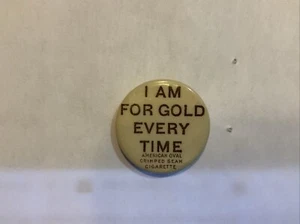 I AM
FOR GOLD
EVERY
TIME
AMERICAN OVAL
CRIMPED SEAM
CIGARETTE